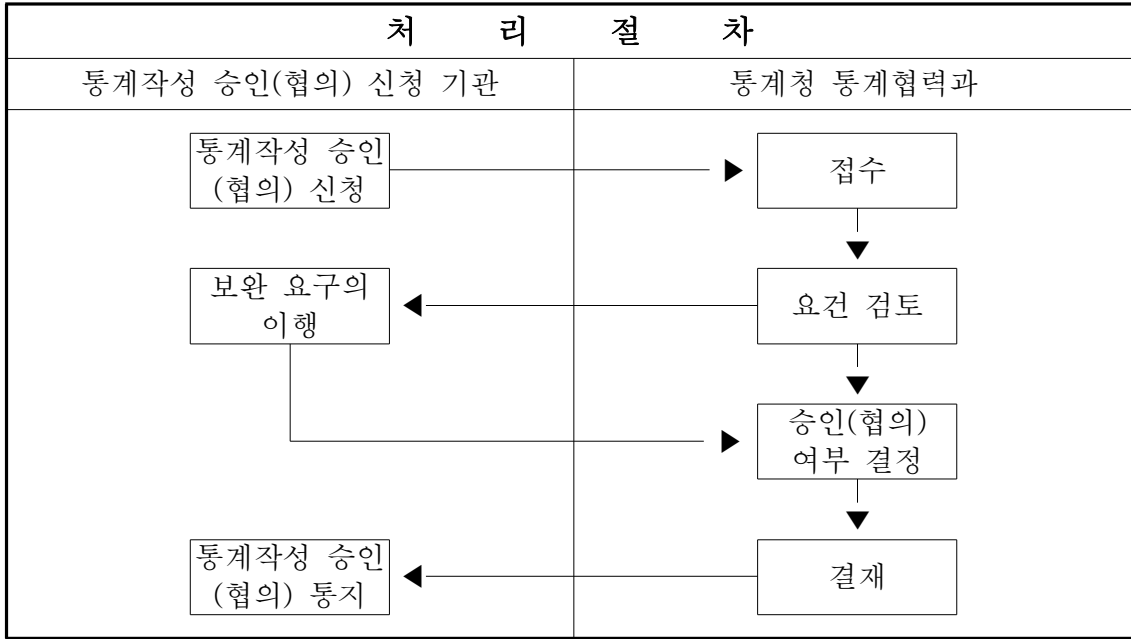 처 리 절 차
통계작성 승인(협의) 신청 기관
통계청 통계협력과
통계작성 승인
(협의) 신청
접수
보완 요구의
이행
요건 검토
승인(협의)
여부 결정
통계작성 승인
(협의) 통지
결재